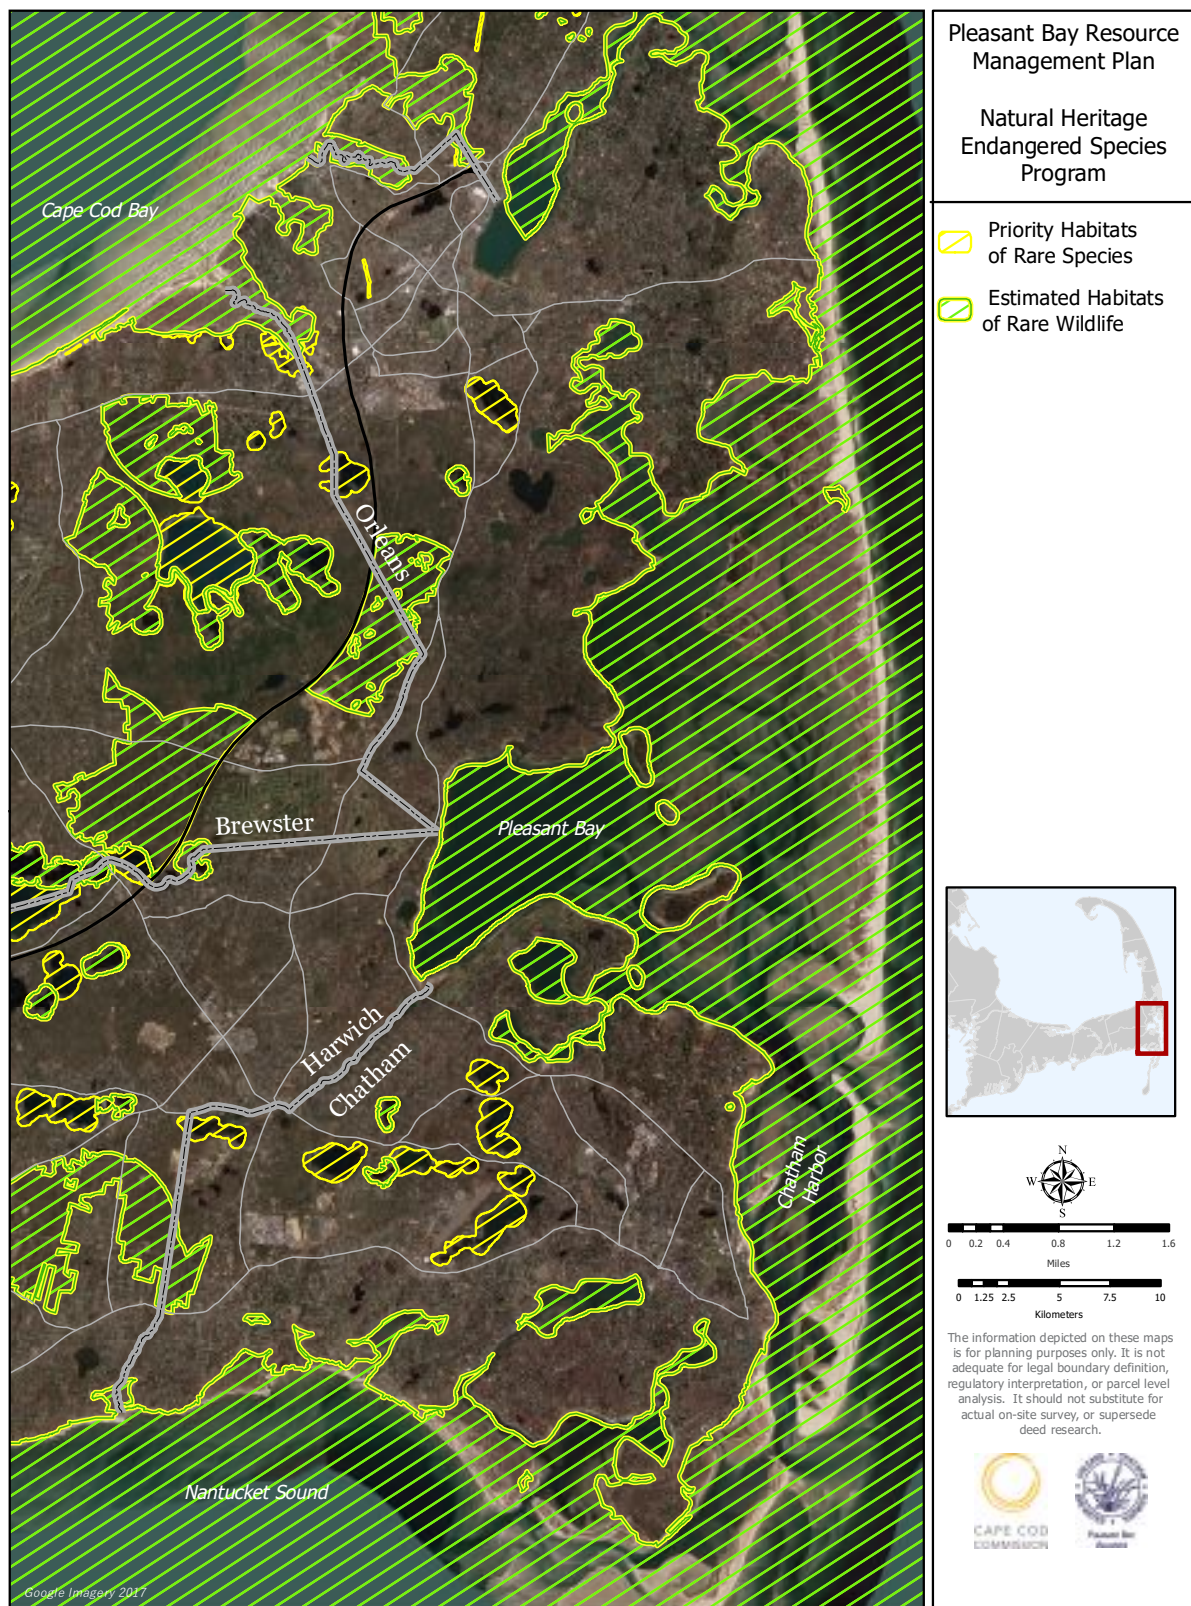 Pleasant Bay Resource
Management Plan
Natural Heritage
Endangered Species
Program
Priority Habitats
of Rare Species
Estimated Habitats
of Rare Wildlife
Cape Cod Bay
Orleans
Brewster
Pleasant Bay
Harwich
Chatham
Chatham
Harbor
Nantucket Sound
Google Imagery 2017
N
W
E
S
0 0.2 0.4 0.8 1.2 1.6
Miles
0 1.25 2.5 5 7.5 10
Kilometers
The information depicted on these maps
is for planning purposes only. It is not
adequate for legal boundary definition,
regulatory interpretation, or parcel level
analysis. It should not substitute for
actual on-site survey, or supersede
deed research.
CAPE COD
COMMISSION
Pleasant Bay